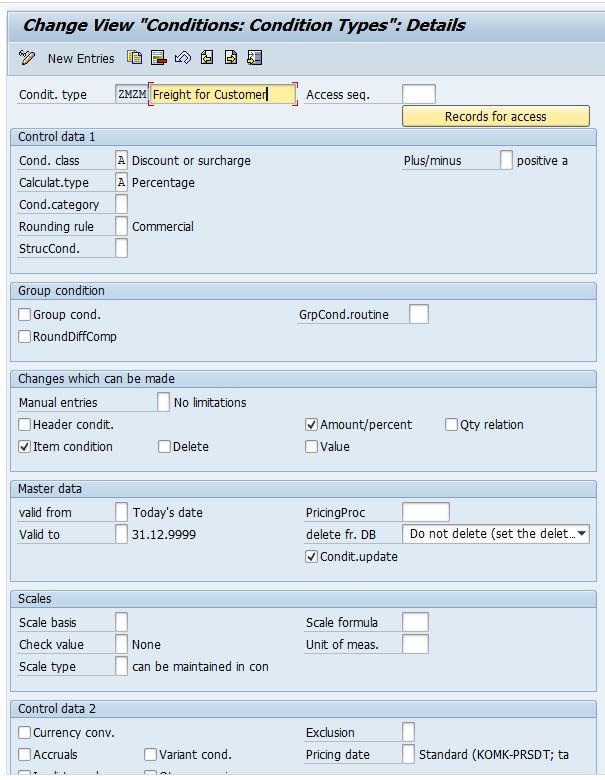 Change View "Conditions: Condition Types": Details
New Entries
Condit. type ZMZM Freight for Customer Access seq.
Records for access
Control data 1
Cond. class A Discount or surcharge Plus/minus positive a
Calculat.type A Percentage
Cond.category
Rounding rule Commercial
StrucCond.
Group condition
Group cond. GrpCond.routine
RoundDiffComp
Changes which can be made
Manual entries No limitations
Header condit. Amount/percent Qty relation
Item condition Delete Value
Master data
valid from Today's date PricingProc
Valid to 31.12.9999 delete fr. DB Do not delete (set the delet...
Condit.update
Scales
Scale basis Scale formula
Check value None Unit of meas.
Scale type can be maintained in con
Control data 2
Currency conv. Exclusion
Accruals Variant cond. Pricing date Standard (KOMK-PRSDT; ta